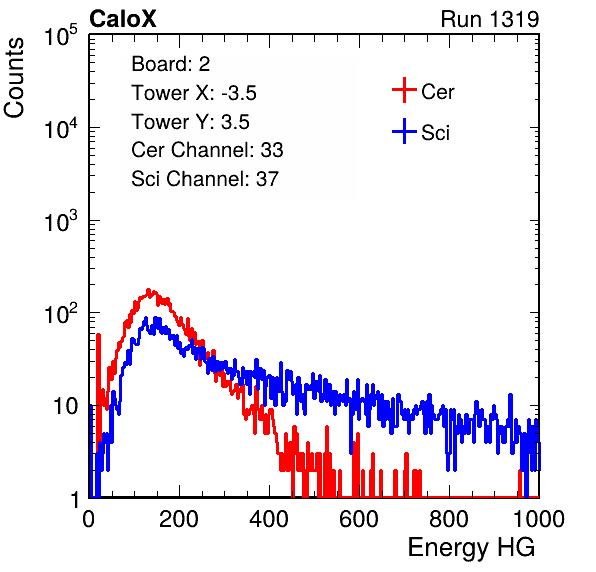 CaloX Run 1319
Counts
Board: 2
Tower X: -3.5
Tower Y: 3.5
Cer Channel: 33
Sci Channel: 37
Cer
Sci
10^5
10^4
10^3
10^2
10
1
0 200 400 600 800 1000
Energy HG